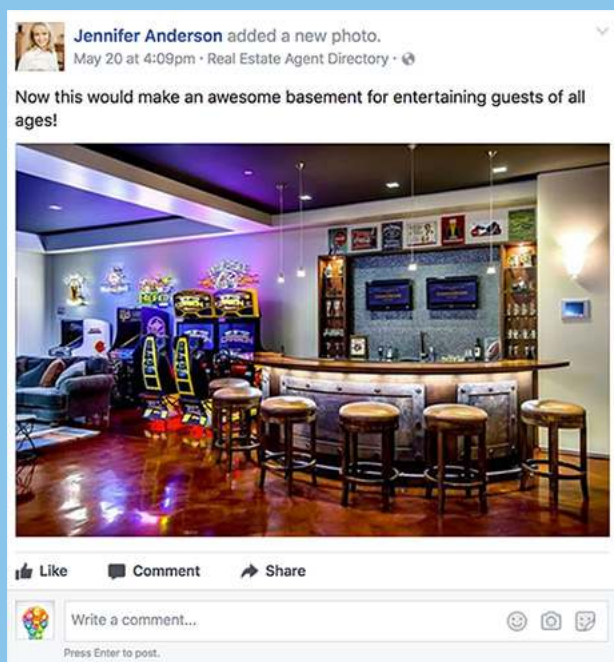 Jennifer Anderson added a new photo.
May 20 at 4:09pm · Real Estate Agent Directory ·
Now this would make an awesome basement for entertaining guests of all
ages!
Like Comment Share
Write a comment...
Press Enter to post.